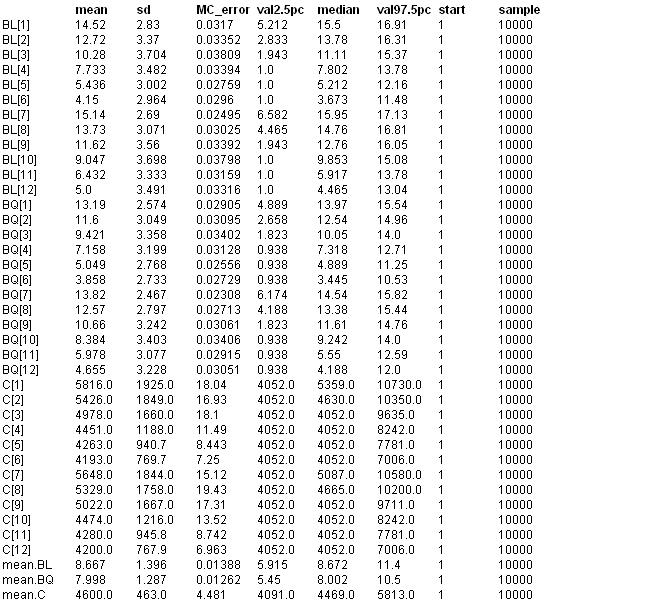 mean sd MC_error val2.5pc median val97.5pc start sample
BL[1] 14.52 2.83 0.0317 5.212 15.5 16.91 1 10000
BL[2] 12.72 3.37 0.03352 2.833 13.78 16.31 1 10000
BL[3] 10.28 3.704 0.03809 1.943 11.11 15.37 1 10000
BL[4] 7.733 3.482 0.03394 1.0 7.802 13.78 1 10000
BL[5] 5.436 3.002 0.02759 1.0 5.212 12.16 1 10000
BL[6] 4.15 2.964 0.0296 1.0 3.673 11.48 1 10000
BL[7] 15.14 2.69 0.02495 6.582 15.95 17.13 1 10000
BL[8] 13.73 3.071 0.03025 4.465 14.76 16.81 1 10000
BL[9] 11.62 3.56 0.03392 1.943 12.76 16.05 1 10000
BL[10] 9.047 3.698 0.03798 1.0 9.853 15.08 1 10000
BL[11] 6.432 3.333 0.03159 1.0 5.917 13.78 1 10000
BL[12] 5.0 3.491 0.03316 1.0 4.465 13.04 1 10000
BQ[1] 13.19 2.574 0.02905 4.889 13.97 15.54 1 10000
BQ[2] 11.6 3.049 0.03095 2.658 12.54 14.96 1 10000
BQ[3] 9.421 3.358 0.03402 1.823 10.05 14.0 1 10000
BQ[4] 7.158 3.199 0.03128 0.938 7.318 12.71 1 10000
BQ[5] 5.049 2.768 0.02556 0.938 4.889 11.25 1 10000
BQ[6] 3.858 2.733 0.02729 0.938 3.445 10.53 1 10000
BQ[7] 13.82 2.467 0.02308 6.174 14.54 15.82 1 10000
BQ[8] 12.57 2.797 0.02713 4.188 13.38 15.44 1 10000
BQ[9] 10.66 3.242 0.03061 1.823 11.61 14.76 1 10000
BQ[10] 8.384 3.403 0.03406 0.938 9.242 14.0 1 10000
BQ[11] 5.978 3.077 0.02915 0.938 5.55 12.59 1 10000
BQ[12] 4.655 3.228 0.03051 0.938 4.188 12.0 1 10000
C[1] 5816.0 1925.0 18.04 4052.0 5359.0 10730.0 1 10000
C[2] 5426.0 1849.0 16.93 4052.0 4630.0 10350.0 1 10000
C[3] 4978.0 1660.0 18.1 4052.0 4052.0 9635.0 1 10000
C[4] 4451.0 1188.0 11.49 4052.0 4052.0 8242.0 1 10000
C[5] 4263.0 940.7 8.443 4052.0 4052.0 7781.0 1 10000
C[6] 4193.0 769.7 7.25 4052.0 4052.0 7006.0 1 10000
C[7] 5648.0 1844.0 15.12 4052.0 5087.0 10580.0 1 10000
C[8] 5329.0 1758.0 19.43 4052.0 4665.0 10200.0 1 10000
C[9] 5022.0 1667.0 17.31 4052.0 4052.0 9711.0 1 10000
C[10] 4474.0 1216.0 13.52 4052.0 4052.0 8242.0 1 10000
C[11] 4280.0 945.8 8.742 4052.0 4052.0 7781.0 1 10000
C[12] 4200.0 767.9 6.963 4052.0 4052.0 7006.0 1 10000
mean.BL 8.667 1.396 0.01388 5.915 8.672 11.4 1 10000
mean.BQ 7.998 1.287 0.01262 5.45 8.002 10.5 1 10000
mean.C 4600.0 463.0 4.481 4091.0 4469.0 5813.0 1 10000